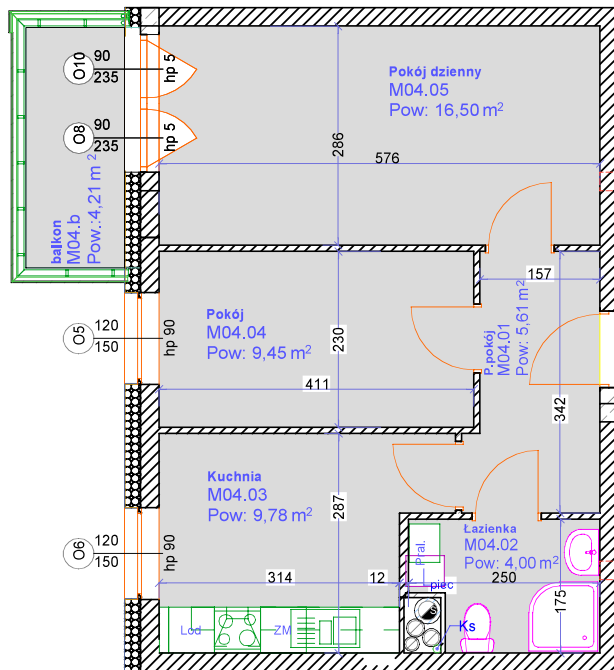 O10
90
235
hp 5
O8
90
235
hp 5
Pokój dzienny
M04.05
Pow: 16,50 m²
286
576
balkon
M04.b
Pow.:4,21 m²
157
Pokój
M04.04
Pow: 9,45 m²
P.pokój
M04.01
Pow: 5,61 m²
O5
120
150
hp 90
230
411
342
Kuchnia
M04.03
Pow: 9,78 m²
287
Łazienka
M04.02
Pow: 4,00 m²
O6
120
150
hp 90
Pral.
314
12
250
piec
175
Lod
ZM
Ks